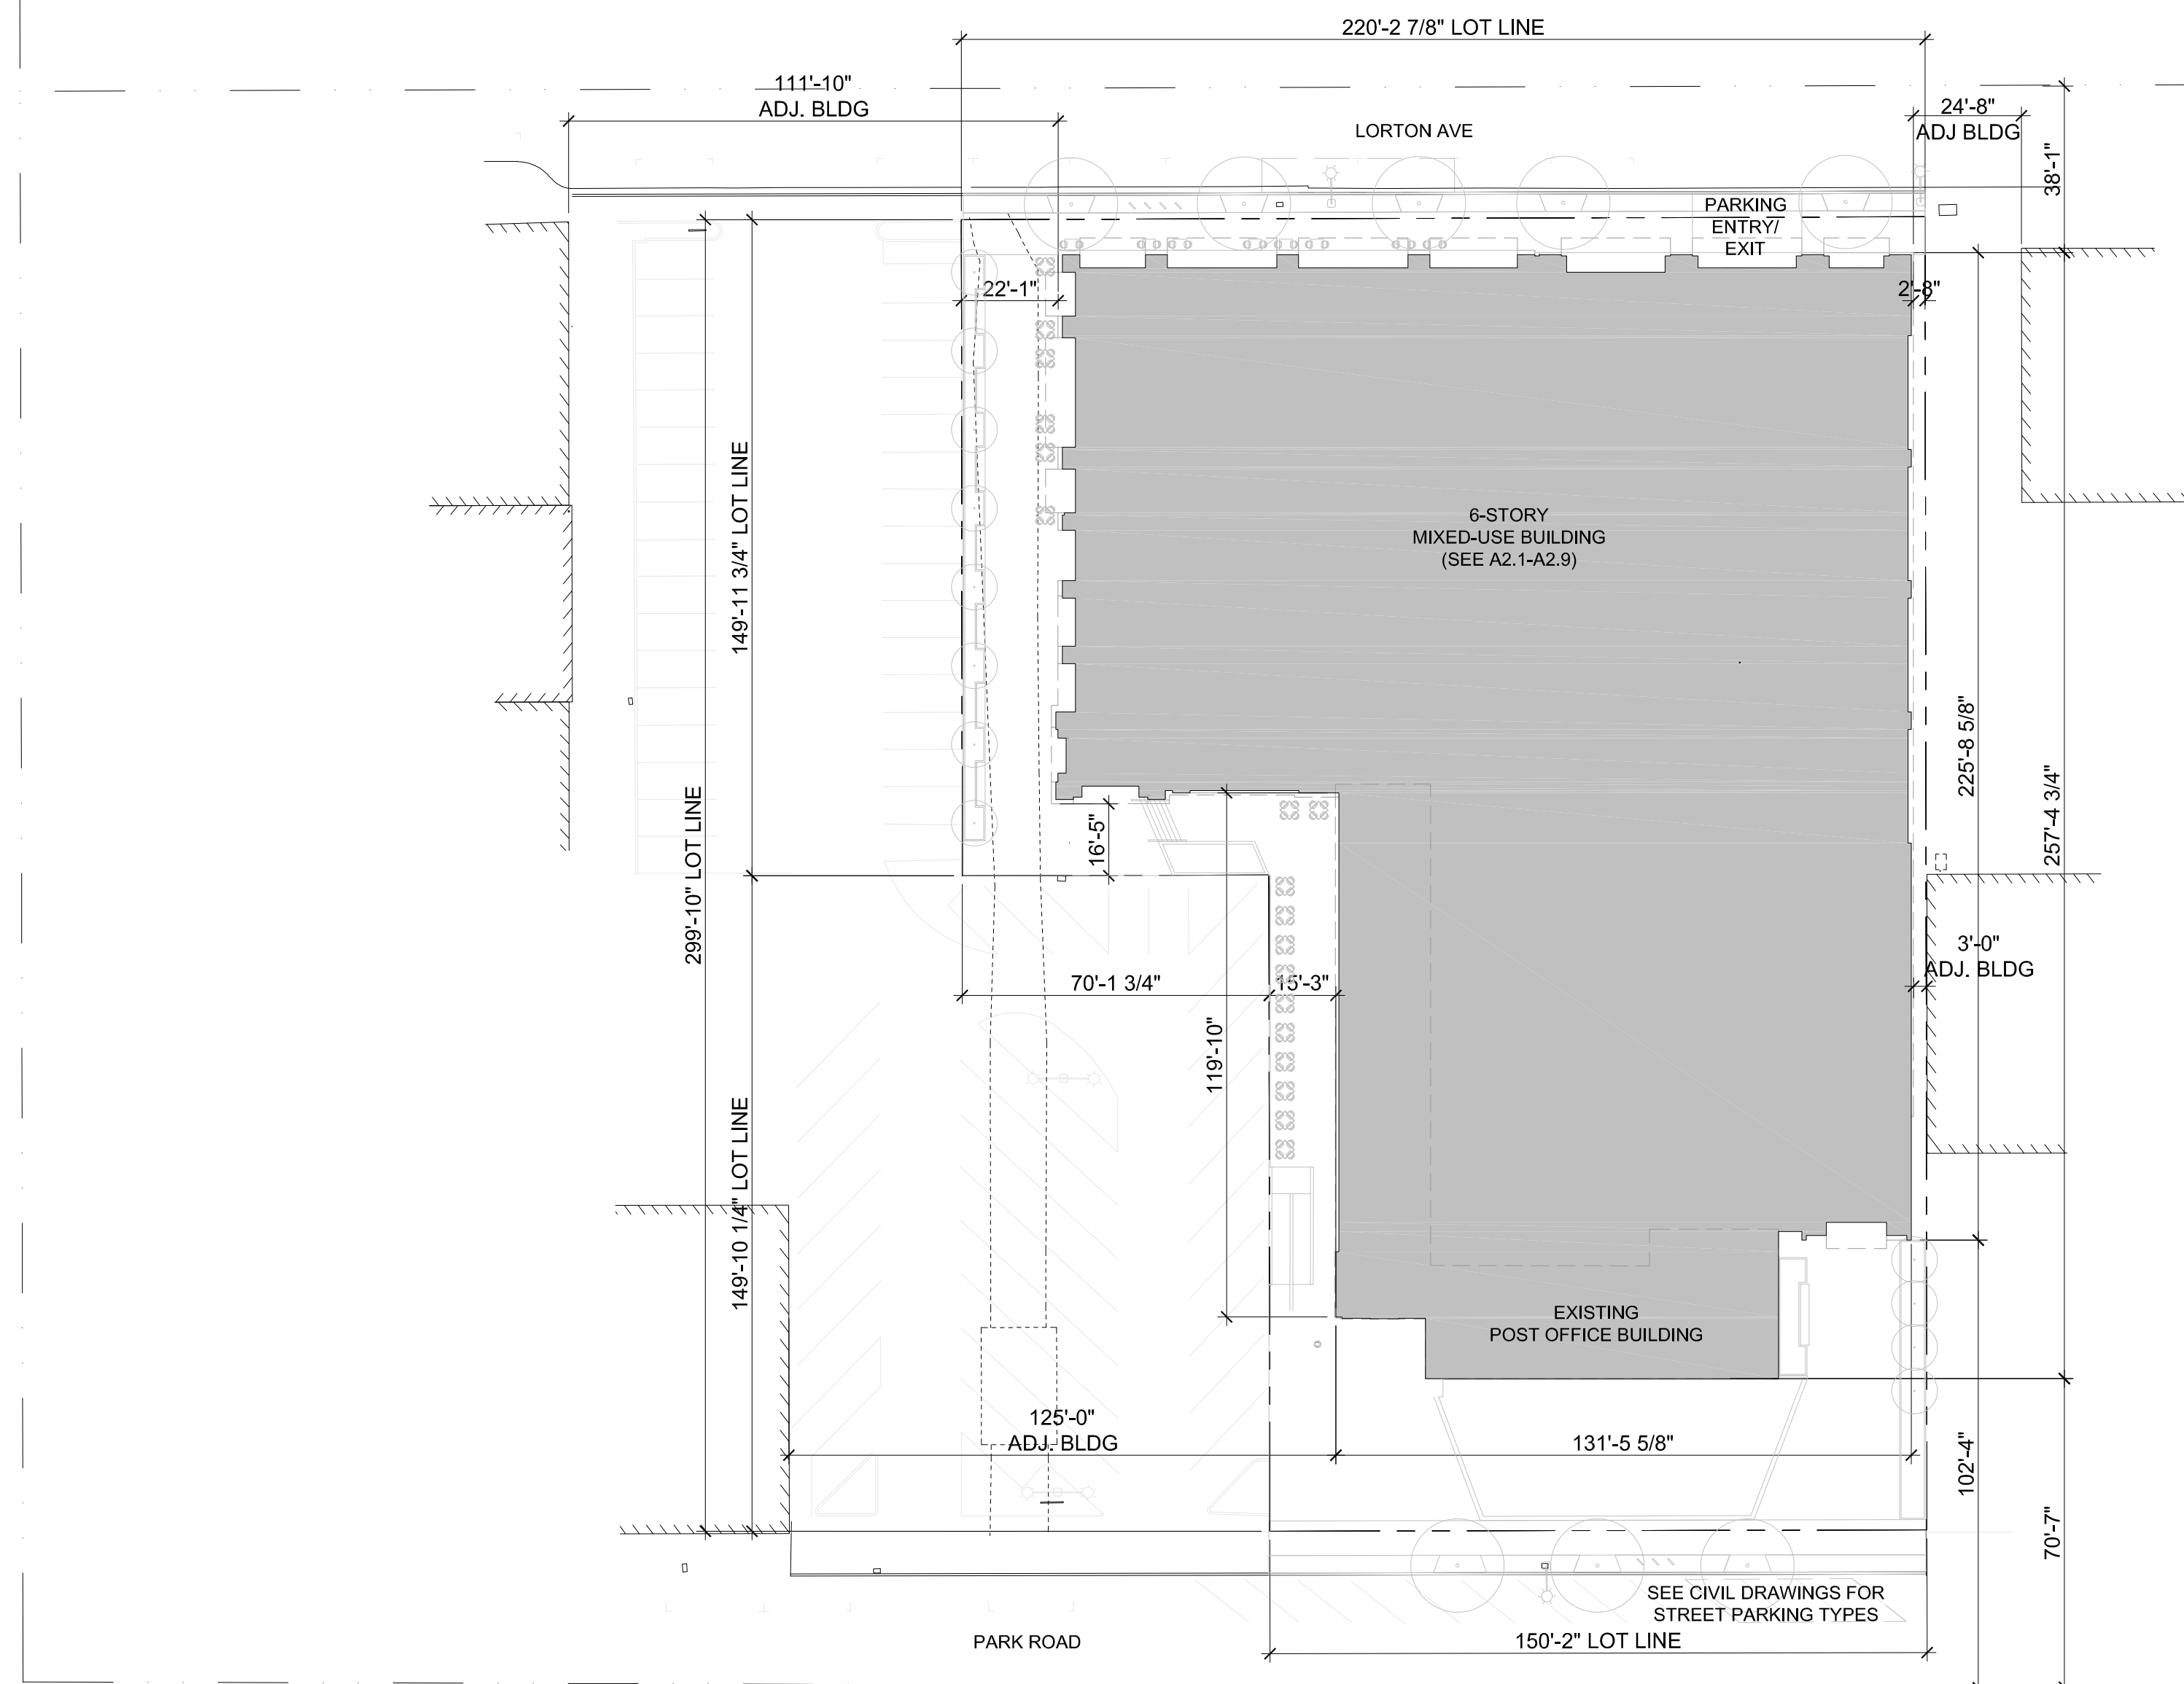 220'-2 7/8" LOT LINE
111'-10"
ADJ. BLDG
24'-8"
ADJ BLDG
LORTON AVE
38'-1"
PARKING
ENTRY/
EXIT
22'-1"
2'-8"
149'-11 3/4" LOT LINE
6-STORY
MIXED-USE BUILDING
(SEE A2.1-A2.9)
225'-8 5/8"
257'-4 3/4"
299'-10" LOT LINE
16'-5"
3'-0"
ADJ. BLDG
70'-1 3/4"
15'-3"
119'-10"
149'-10 1/4" LOT LINE
EXISTING
POST OFFICE BUILDING
125'-0"
ADJ. BLDG
131'-5 5/8"
102'-4"
70'-7"
SEE CIVIL DRAWINGS FOR
STREET PARKING TYPES
PARK ROAD
150'-2" LOT LINE